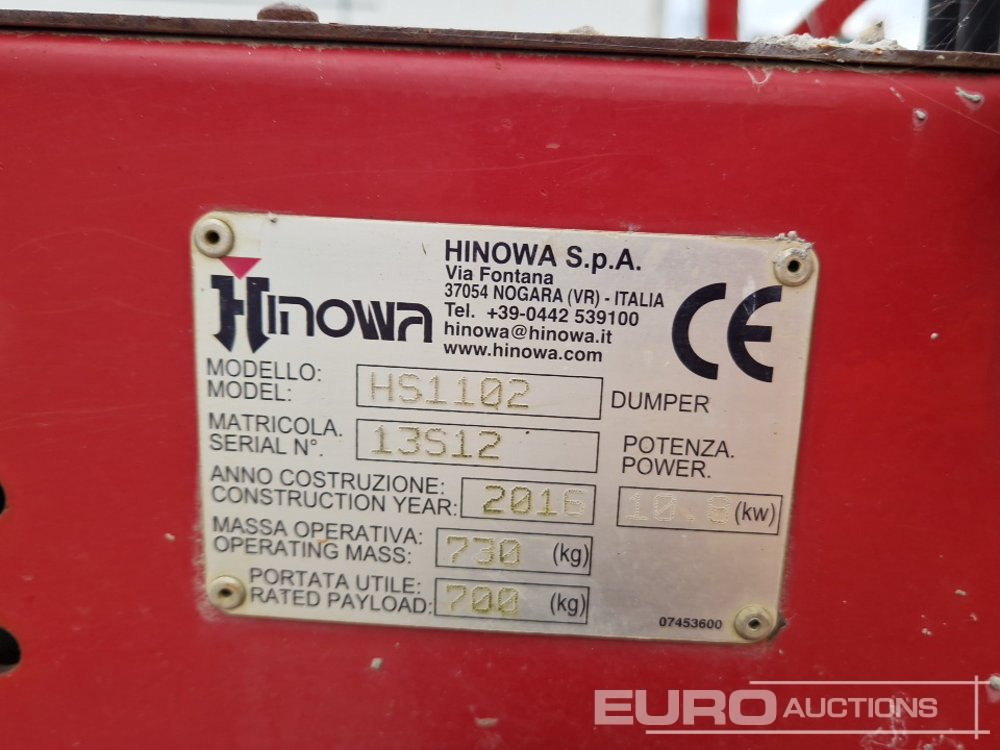 HINOWA S.p.A.
Via Fontana
37054 NOGARA (VR) - ITALIA
Tel. +39-0442 539100
hinowa@hinowa.it
www.hinowa.com
HINOWA
CE
MODELLO:
MODEL: HS1102 DUMPER
MATRICOLA.
SERIAL N°. 13S12
POTENZA.
POWER. 10.8 (kw)
ANNO COSTRUZIONE:
CONSTRUCTION YEAR: 2016
MASSA OPERATIVA:
OPERATING MASS: 730 (kg)
PORTATA UTILE:
RATED PAYLOAD: 700 (kg)
07453600
EURO AUCTIONS